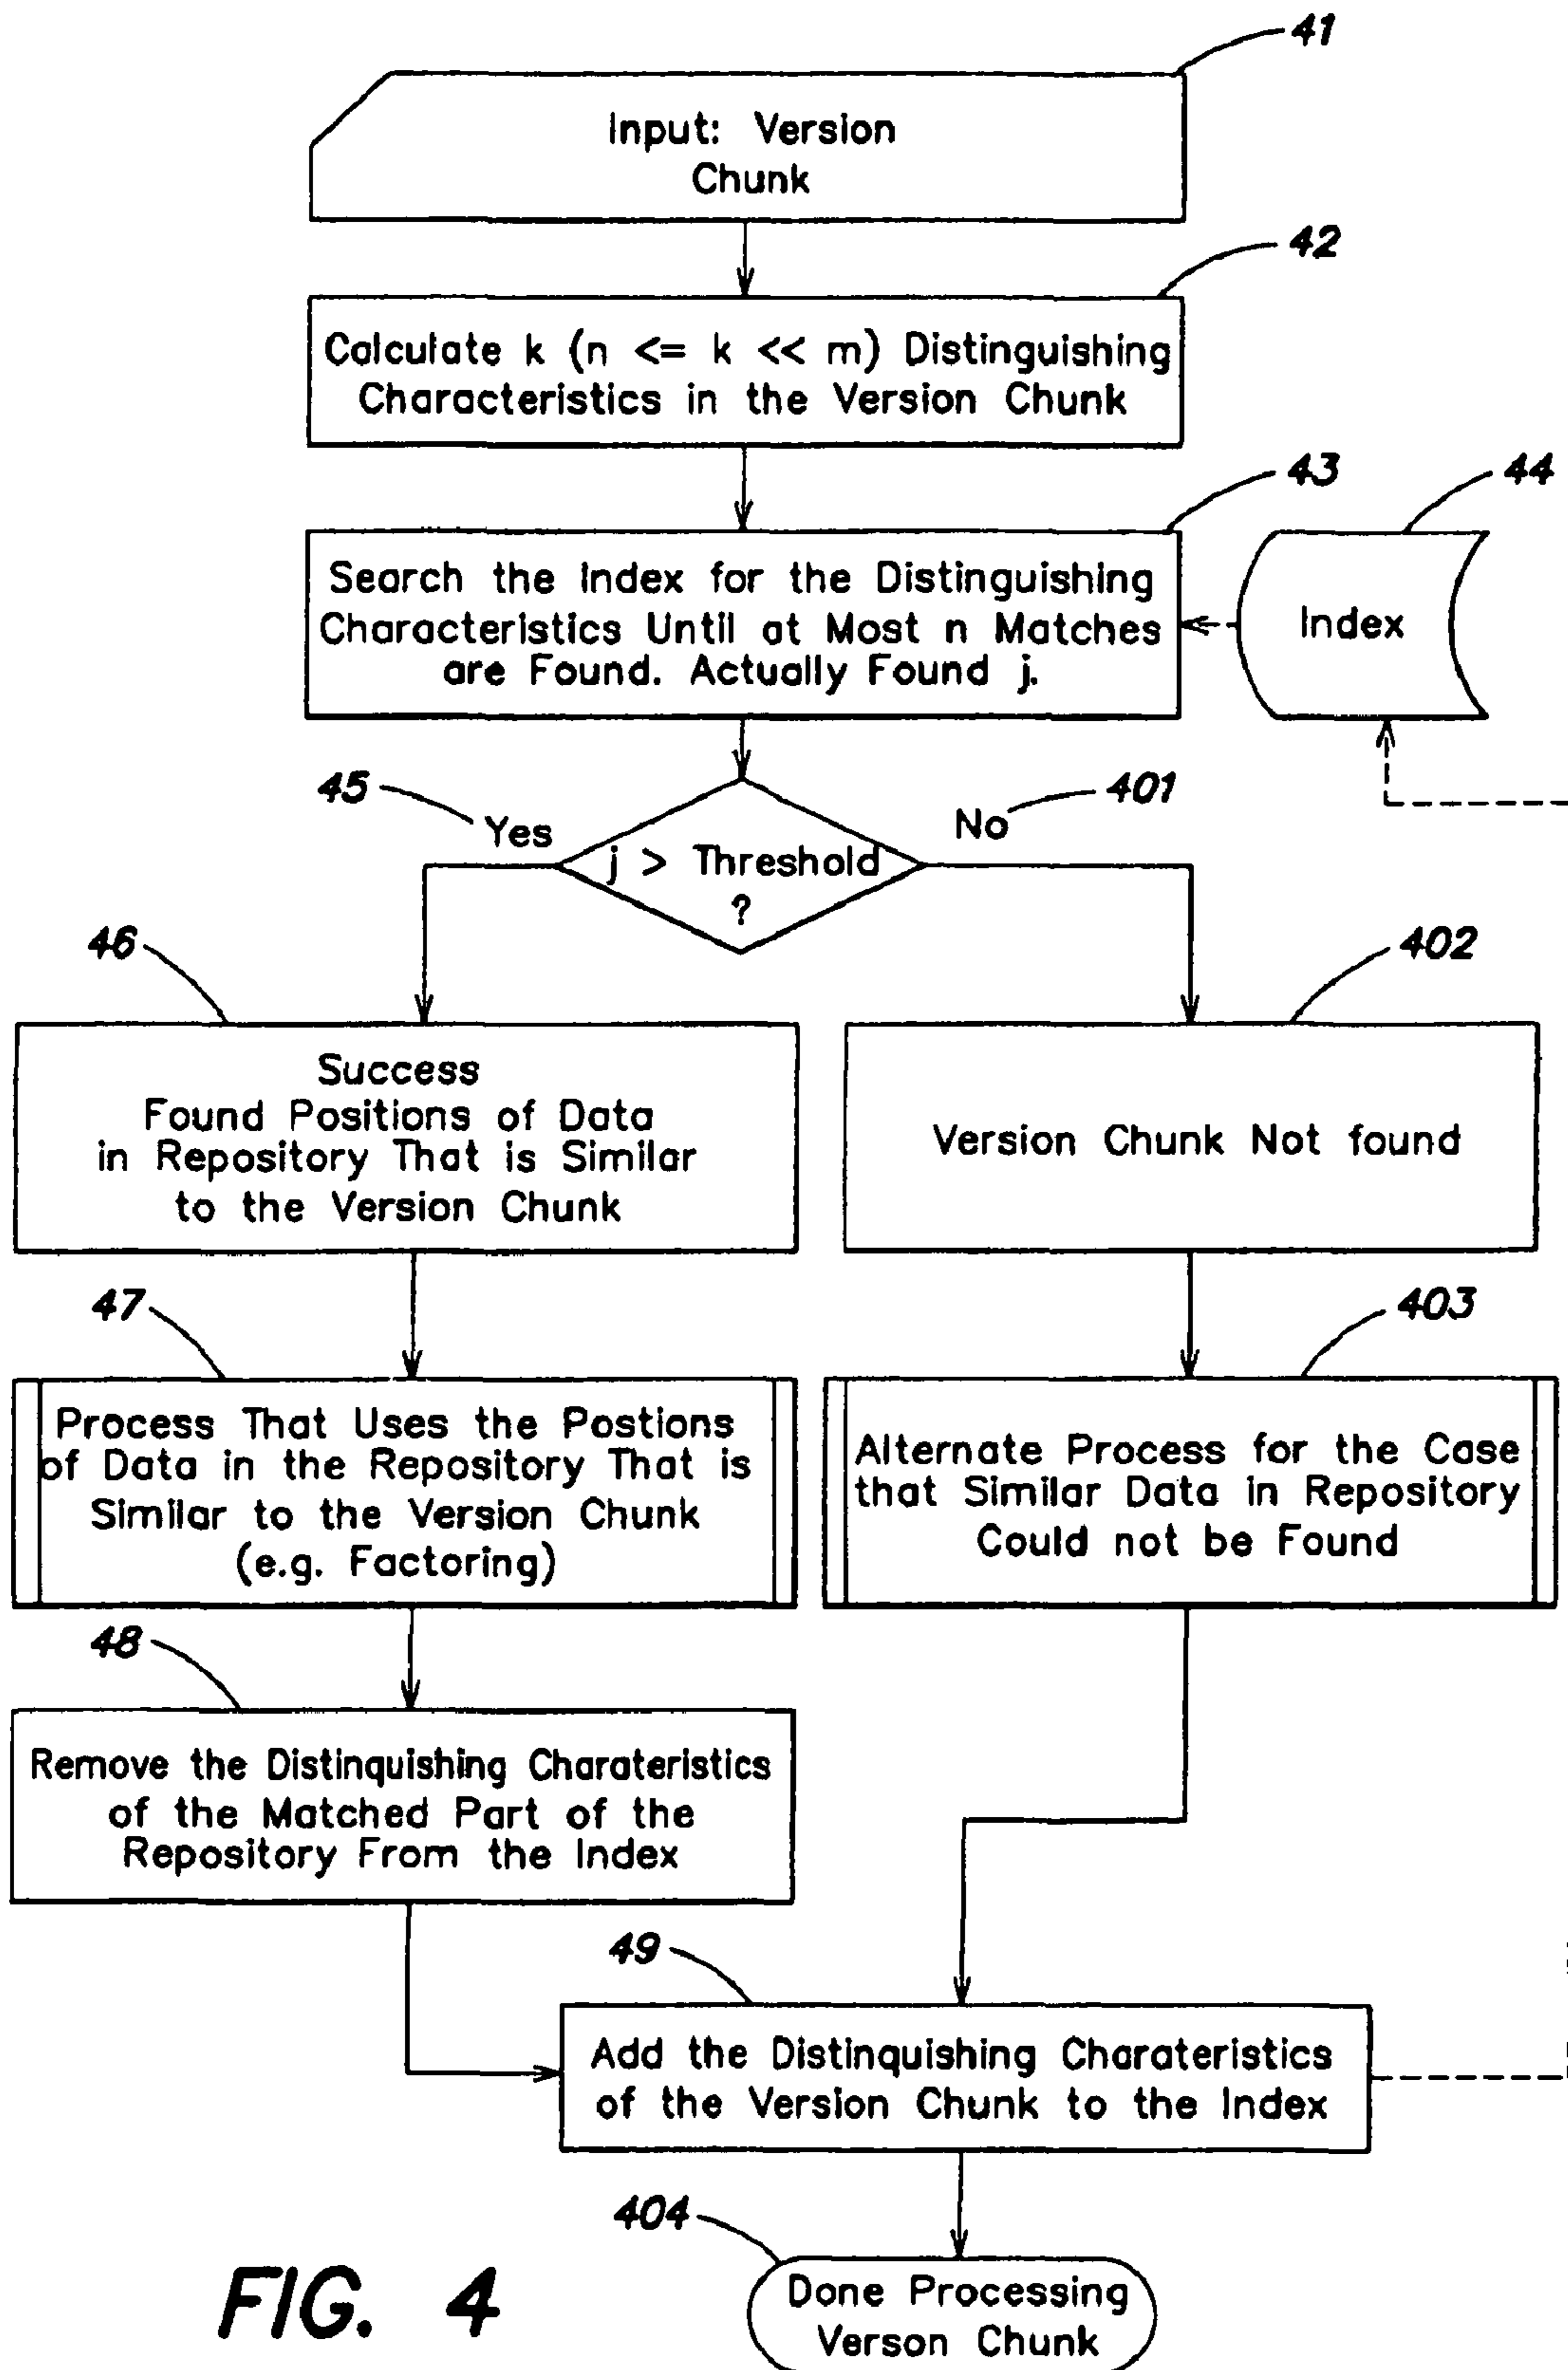 41
Input: Version
Chunk
42
Calculate k (n <= k << m) Distinguishing
Characteristics in the Version Chunk
43
44
Search the Index for the Distinguishing
Characteristics Until at Most n Matches
are Found. Actually Found j.
Index
45
Yes
No
401
j > Threshold
?
46
402
Success
Found Positions of Data
in Repository That is Similar
to the Version Chunk
Version Chunk Not found
47
403
Process That Uses the Postions
of Data in the Repository That is
Similar to the Version Chunk
(e.g. Factoring)
Alternate Process for the Case
that Similar Data in Repository
Could not be Found
48
Remove the Distinquishing Charateristics
of the Matched Part of the
Repository From the Index
49
Add the Distinquishing Charateristics
of the Version Chunk to the Index
404
Done Processing
Verson Chunk
FIG. 4